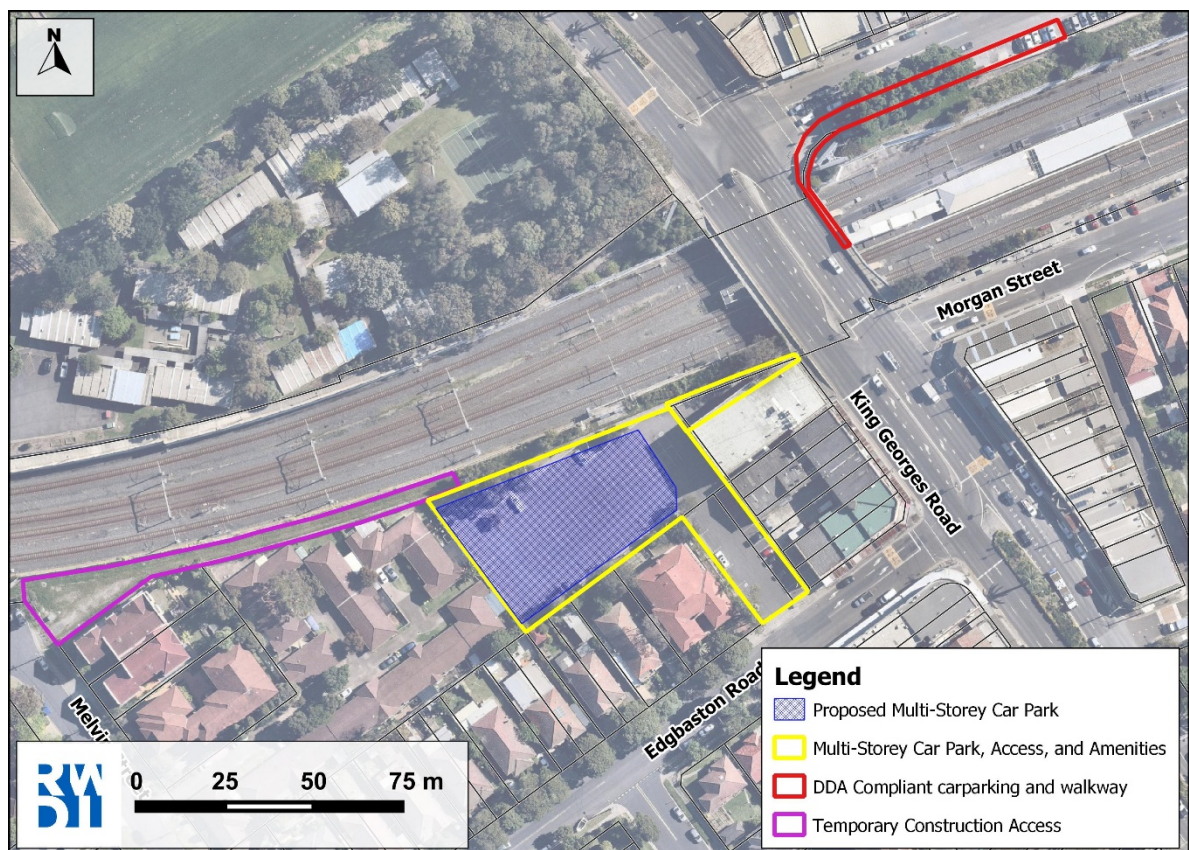 N
Morgan Street
King Georges Road
Edgbaston Road
Legend
Proposed Multi-Storey Car Park
Multi-Storey Car Park, Access, and Amenities
DDA Compliant carparking and walkway
Temporary Construction Access
0 25 50 75 m
RWDI